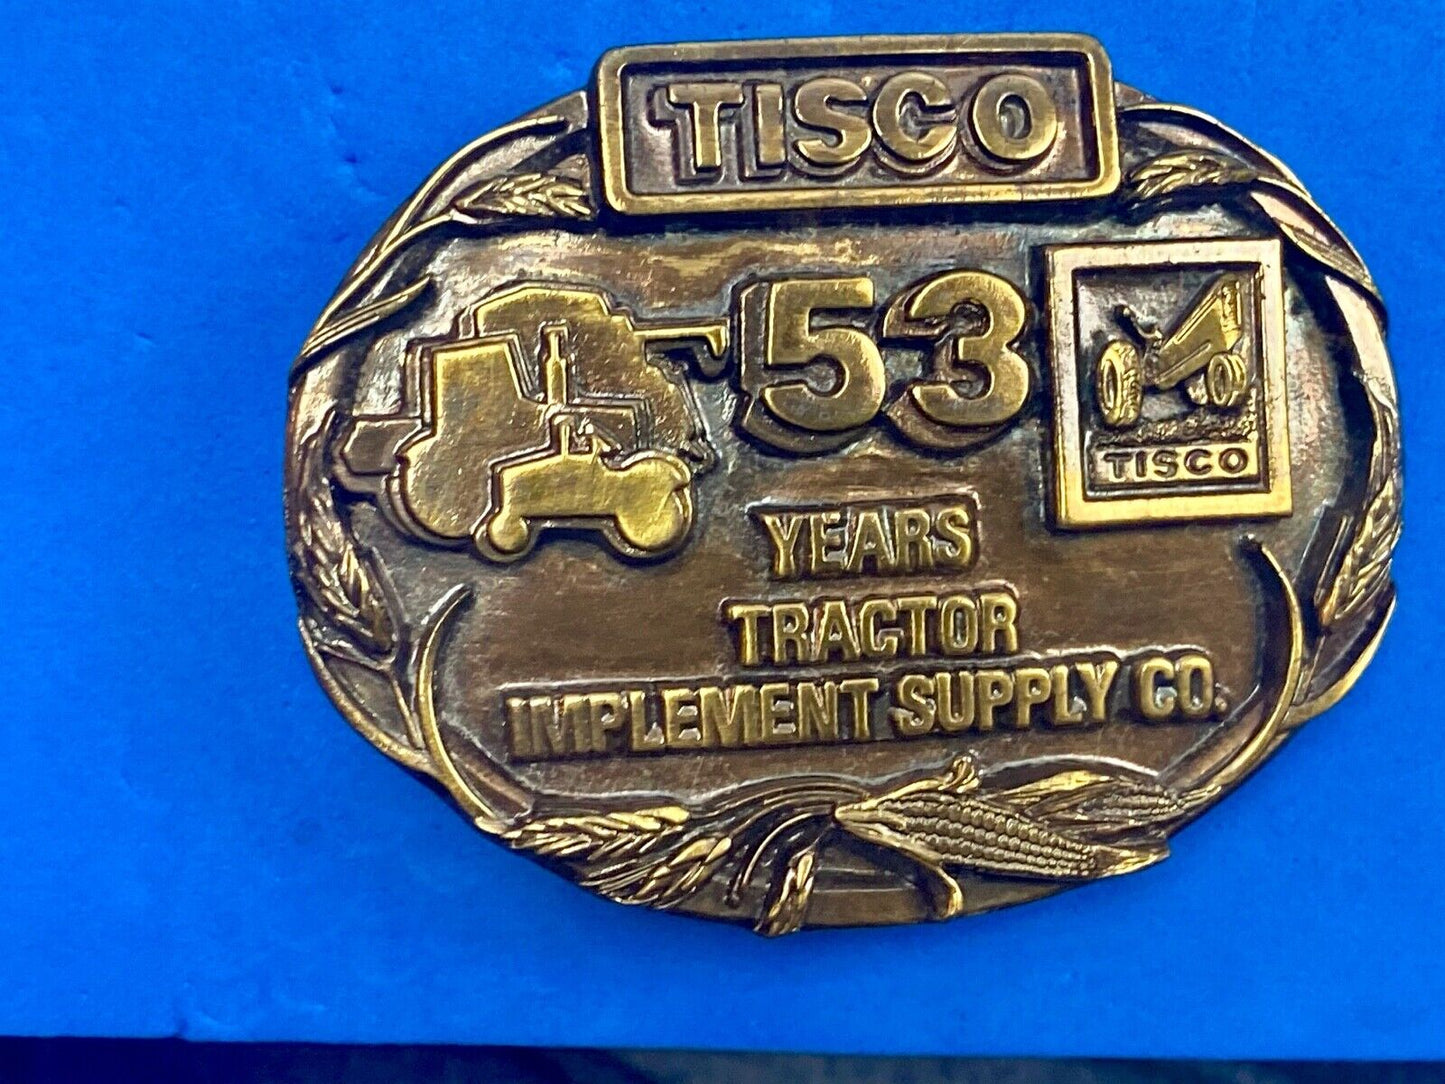 TISCO
53
TISCO
YEARS
TRACTOR
IMPLEMENT SUPPLY CO.